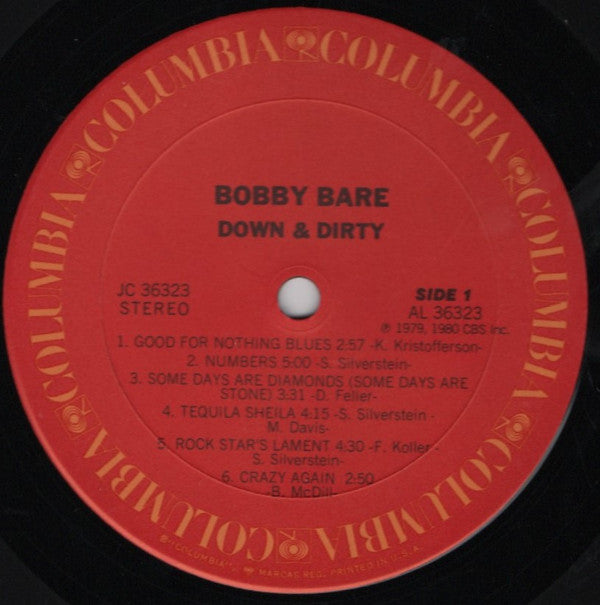 COLUMBIA COLUMBIA COLUMBIA COLUMBIA COLUMBIA COLUMBIA
BOBBY BARE
DOWN & DIRTY
JC 36323
STEREO
SIDE 1
AL 36323
℗ 1979, 1980 CBS Inc.
1. GOOD FOR NOTHING BLUES 2:57 -K. Kristofferson-
2. NUMBERS 5:00 -S. Silverstein-
3. SOME DAYS ARE DIAMONDS (SOME DAYS ARE
STONE) 3:31 -D. Feller-
4. TEQUILA SHEILA 4:15 -S. Silverstein -
M. Davis-
5. ROCK STAR'S LAMENT 4:30 -F. Koller -
S. Silverstein-
6. CRAZY AGAIN 2:50
-B. McDill-
"COLUMBIA", MARCAS REG. PRINTED IN U.S.A.